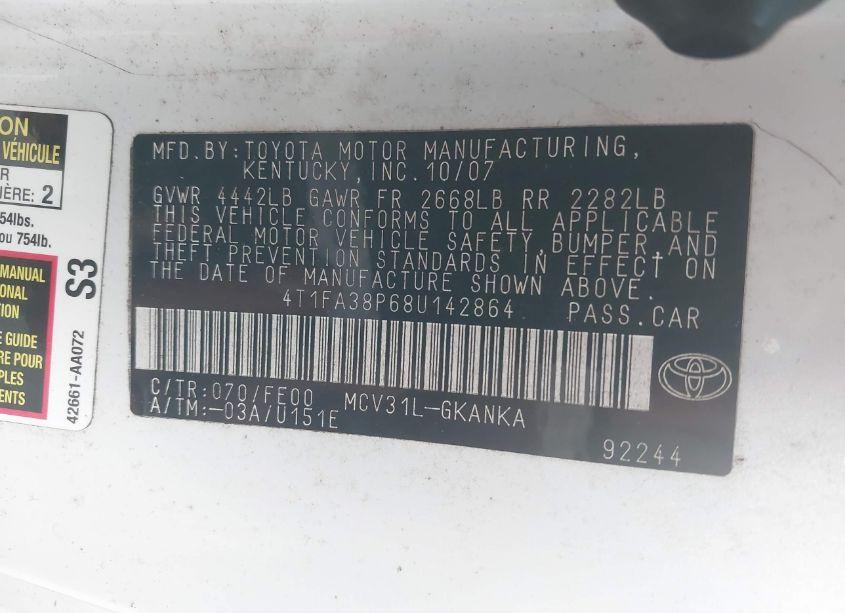 ON
VÉHICULE
R
IÈRE: 2
754lbs.
ou 754lb.
MANUAL
ONAL
TION
E GUIDE
RE POUR
PLES
MENTS
S3
42661-AA072
MFD.BY:TOYOTA MOTOR MANUFACTURING,
KENTUCKY,INC.10/07
GVWR 4442LB GAWR FR 2668LB RR 2282LB
THIS VEHICLE CONFORMS TO ALL APPLICABLE
FEDERAL MOTOR VEHICLE SAFETY,BUMPER,AND
THEFT PREVENTION STANDARDS IN EFFECT ON
THE DATE OF MANUFACTURE SHOWN ABOVE.
4T1FA38P68U142864 PASS.CAR
C/TR:070/FE00 MCV31L-GKANKA
A/TM:-03A/U151E
92244